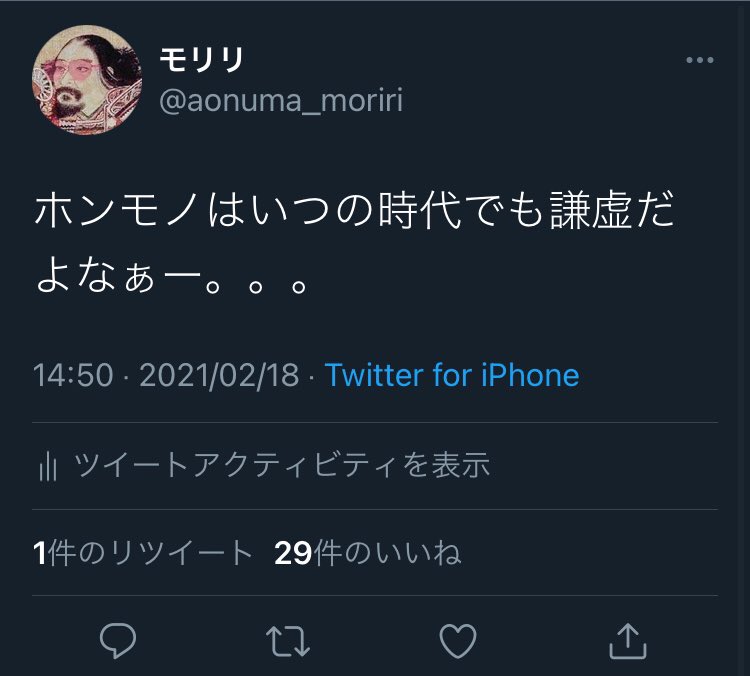 モリリ
@aonuma_moriri
ホンモノはいつの時代でも謙虚だ
よなぁー。。。
14:50 · 2021/02/18 · Twitter for iPhone
ツイートアクティビティを表示
1件のリツイート 29件のいいね